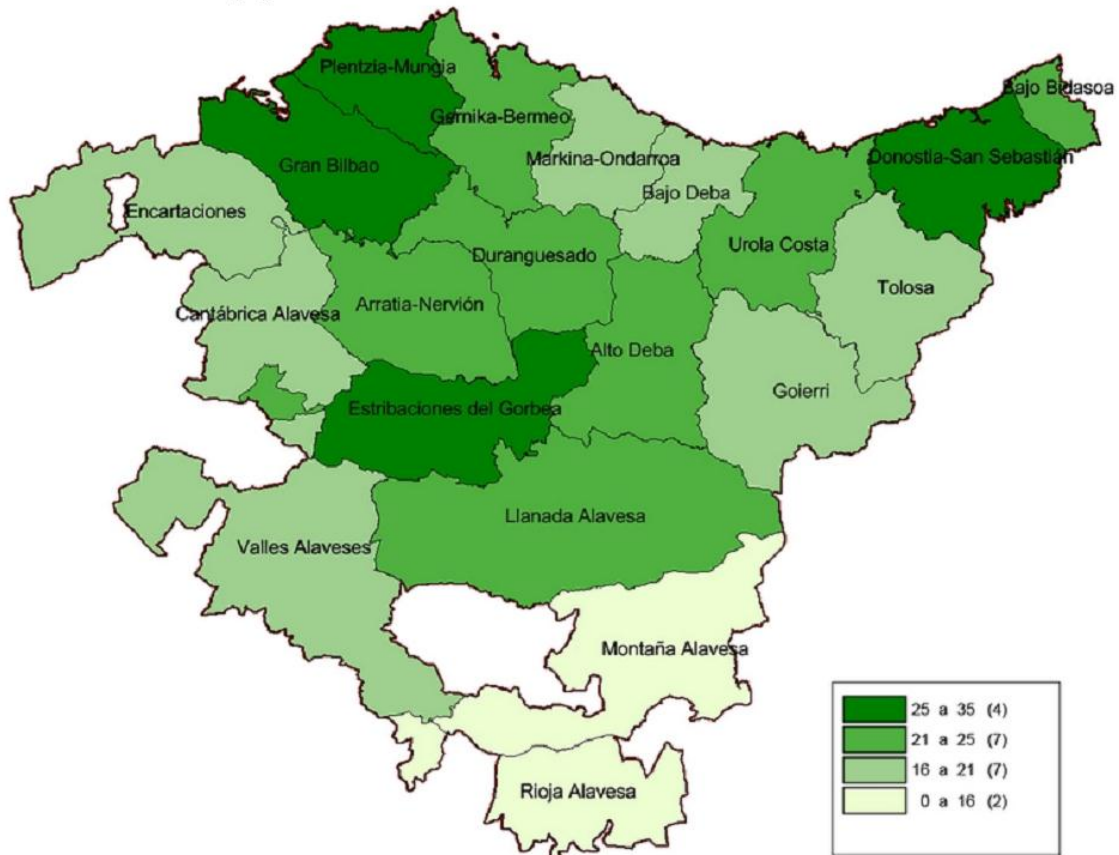 Plentzia-Mungia
Bajo Bidasoa
Gernika-Bermeo
Gran Bilbao
Markina-Ondarroa
Donostia-San Sebastián
Bajo Deba
Encartaciones
Urola Costa
Duranguesado
Tolosa
Arratia-Nervión
Cantábrica Alavesa
Alto Deba
Goierri
Estribaciones del Gorbea
Llanada Alavesa
Valles Alaveses
Montaña Alavesa
Rioja Alavesa
25 a 35 (4)
21 a 25 (7)
16 a 21 (7)
0 a 16 (2)